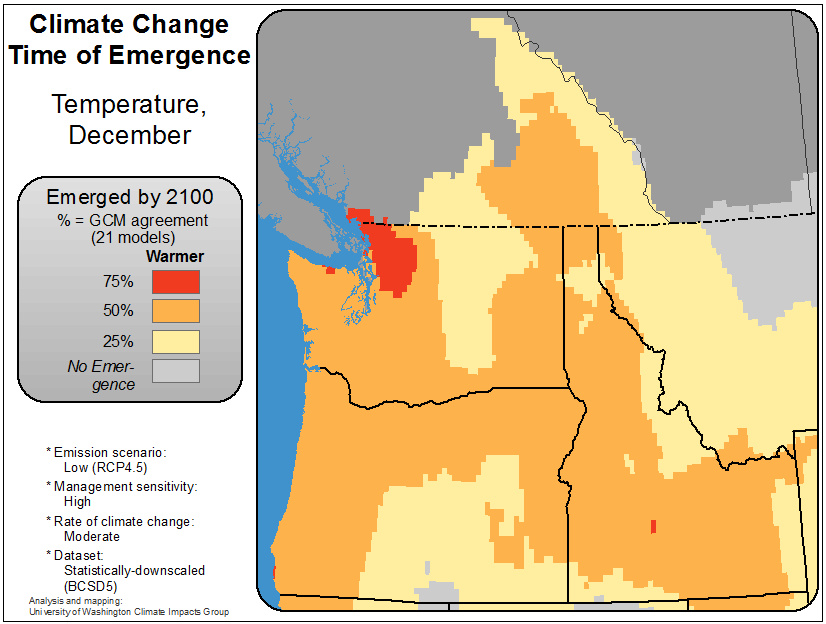 Climate Change
Time of Emergence
Temperature,
December
Emerged by 2100
% = GCM agreement
(21 models)
Warmer
75%
50%
25%
No Emer-
gence
* Emission scenario:
Low (RCP4.5)
* Management sensitivity:
High
* Rate of climate change:
Moderate
* Dataset:
Statistically-downscaled
(BCSD5)
Analysis and mapping:
University of Washington Climate Impacts Group